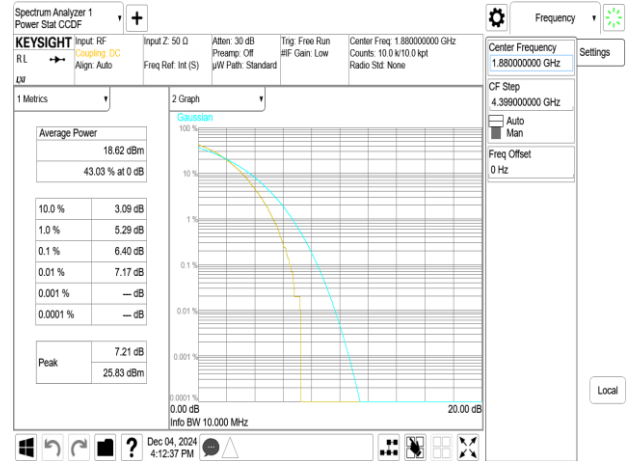 Spectrum Analyzer 1
Power Stat CCDF
Frequency
KEYSIGHT
RL
LXI
Input: RF
Coupling: DC
Align: Auto
Input Z: 50 Ω
Freq Ref: Int (S)
Atten: 30 dB
Preamp: Off
µW Path: Standard
Trig: Free Run
#IF Gain: Low
Center Freq: 1.880000000 GHz
Counts: 10.0 k/10.0 kpt
Radio Std: None
Center Frequency
1.880000000 GHz
Settings
CF Step
4.399000000 GHz
Auto
Man
Freq Offset
0 Hz
1 Metrics
2 Graph
Average Power
18.62 dBm
43.03 % at 0 dB
10.0 % 3.09 dB
1.0 % 5.29 dB
0.1 % 6.40 dB
0.01 % 7.17 dB
0.001 % --- dB
0.0001 % --- dB
Peak
7.21 dB
25.83 dBm
Gaussian
100 %
10 %
1 %
0.1 %
0.01 %
0.001 %
0.0001 %
0.00 dB 20.00 dB
Info BW 10.000 MHz
Local
?
Dec 04, 2024
4:12:37 PM